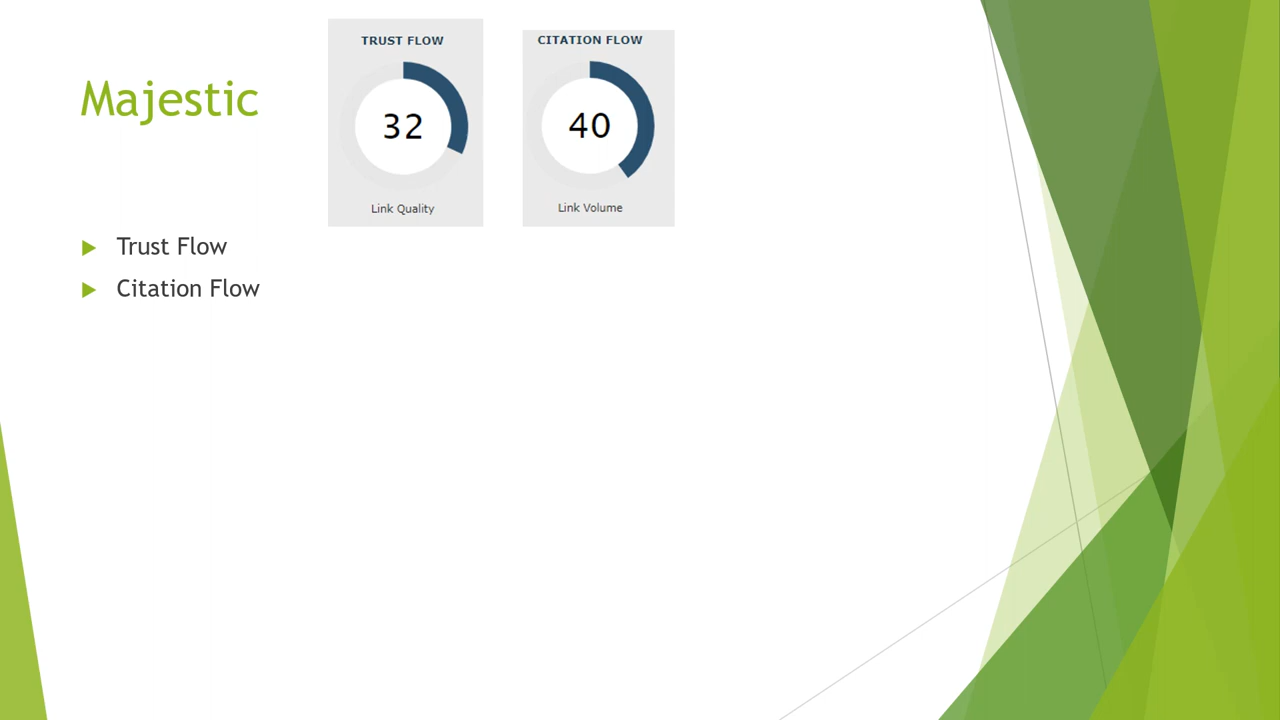 Majestic
TRUST FLOW
32
Link Quality
CITATION FLOW
40
Link Volume
Trust Flow
Citation Flow